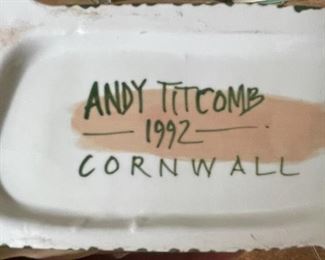 ANDY TITCOMB
— 1992 —
CORNWALL